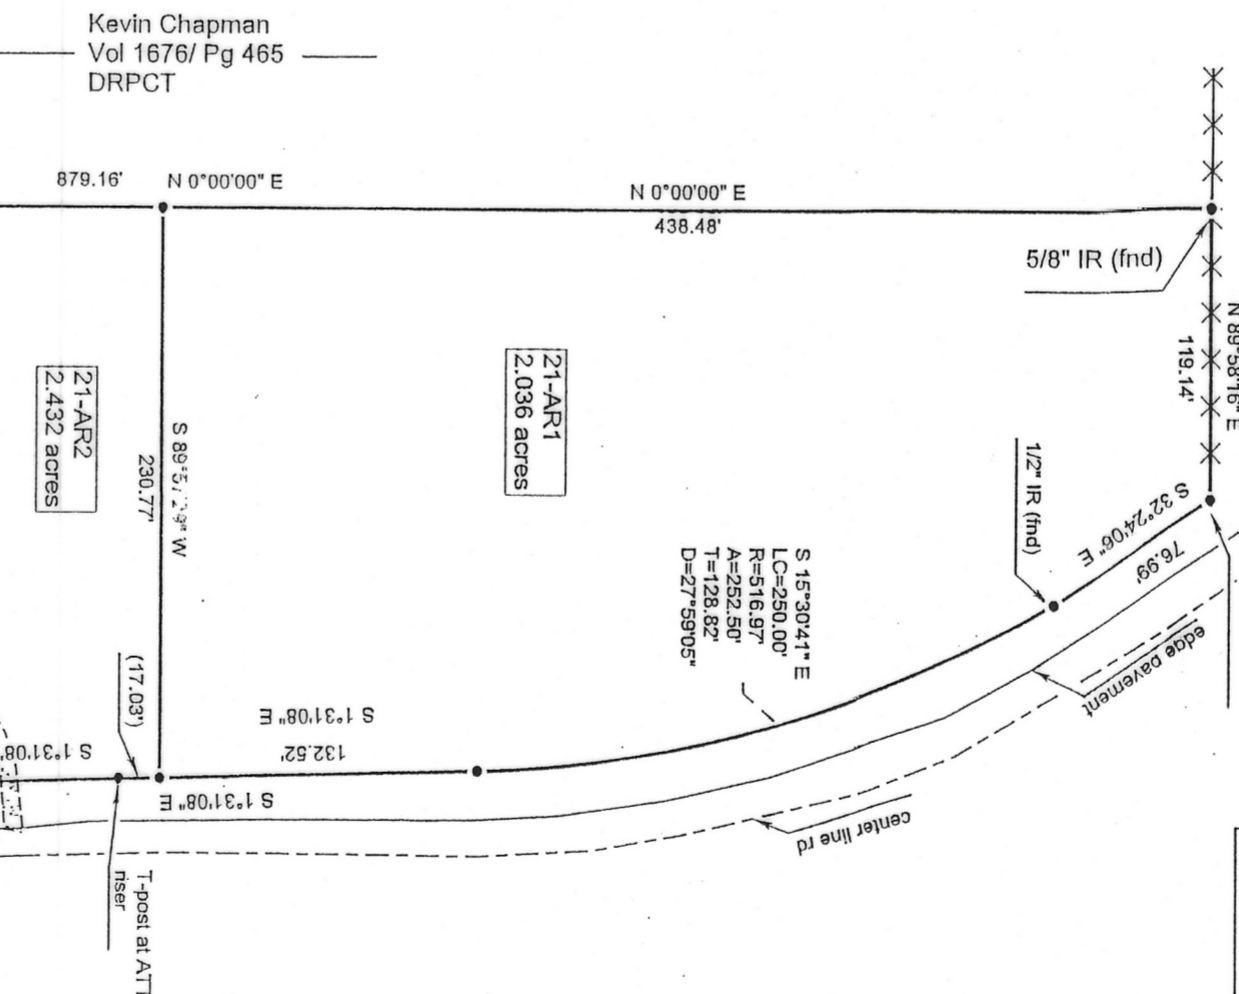 Kevin Chapman
Vol 1676/ Pg 465
DRPCT
879.16'
N 0°00'00" E
N 0°00'00" E
438.48'
5/8" IR (fnd)
N 89°58'16" E
119.14'
21-AR2
2.432 acres
21-AR1
2.036 acres
S 89°57'29" W
230.77'
1/2" IR (fnd)
S 32°24'06" E
76.99'
S 15°30'41" E
LC=250.00'
R=516.97'
A=252.50'
T=128.82'
D=27°59'05"
edge pavement
(17.03')
S 1°31'08" E
132.52'
S 1°31'08"
S 1°31'08" E
center line rd
T-post at ATT
riser